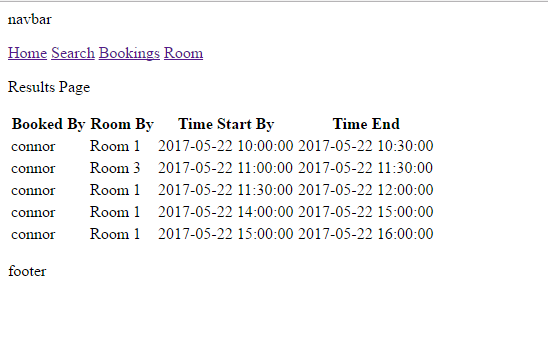 navbar
Home Search Bookings Room
Results Page
Booked By Room By Time Start By Time End
connor Room 1 2017-05-22 10:00:00 2017-05-22 10:30:00
connor Room 3 2017-05-22 11:00:00 2017-05-22 11:30:00
connor Room 1 2017-05-22 11:30:00 2017-05-22 12:00:00
connor Room 1 2017-05-22 14:00:00 2017-05-22 15:00:00
connor Room 1 2017-05-22 15:00:00 2017-05-22 16:00:00
footer